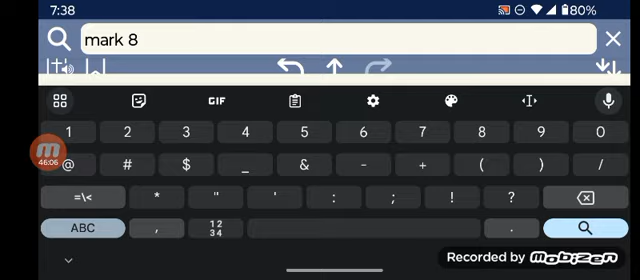 7:38
80%
mark 8
GIF
1 2 3 4 5 6 7 8 9 0
46:06
@ # $ _ & - + ( ) /
=\< * " ' : ; ! ?
ABC , 12 34 .
Recorded by mobizen